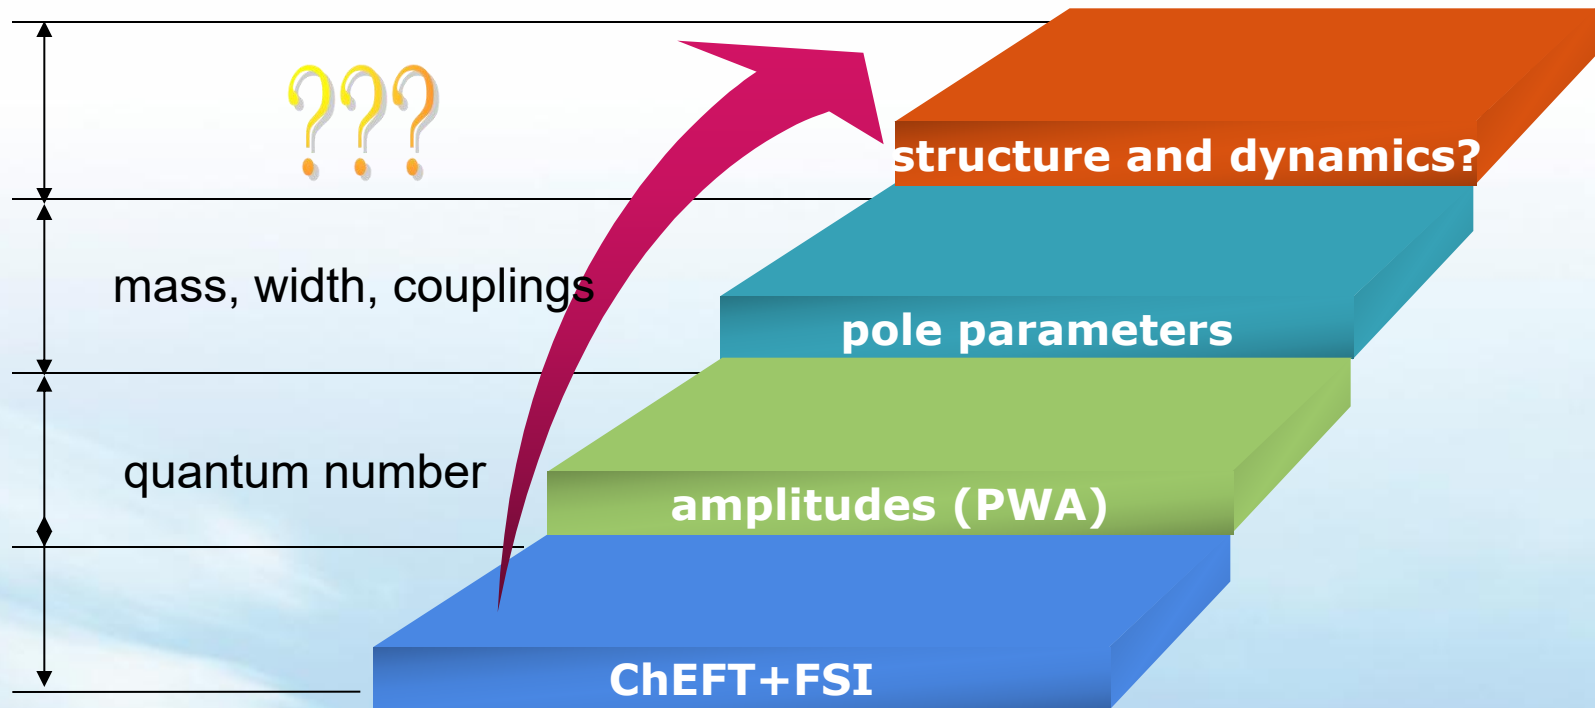 ???
structure and dynamics?
mass, width, couplings
pole parameters
quantum number
amplitudes (PWA)
ChEFT+FSI